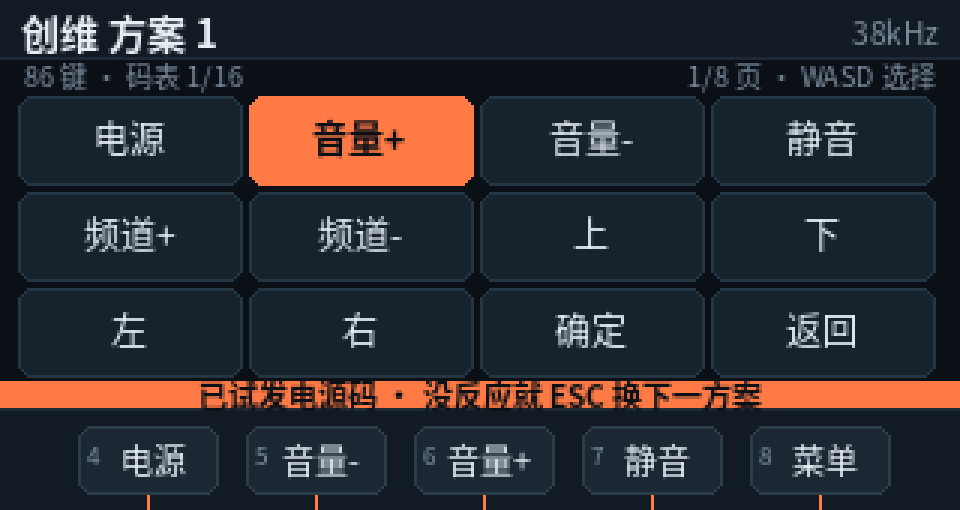 创维 方案 1 38kHz
86 键 · 码表 1/16 1/8 页 · WASD 选择
电源 音量+ 音量- 静音
频道+ 频道- 上 下
左 右 确定 返回
已试发电源码 · 没反应就 ESC 换下一方案
4 电源 5 音量- 6 音量+ 7 静音 8 菜单